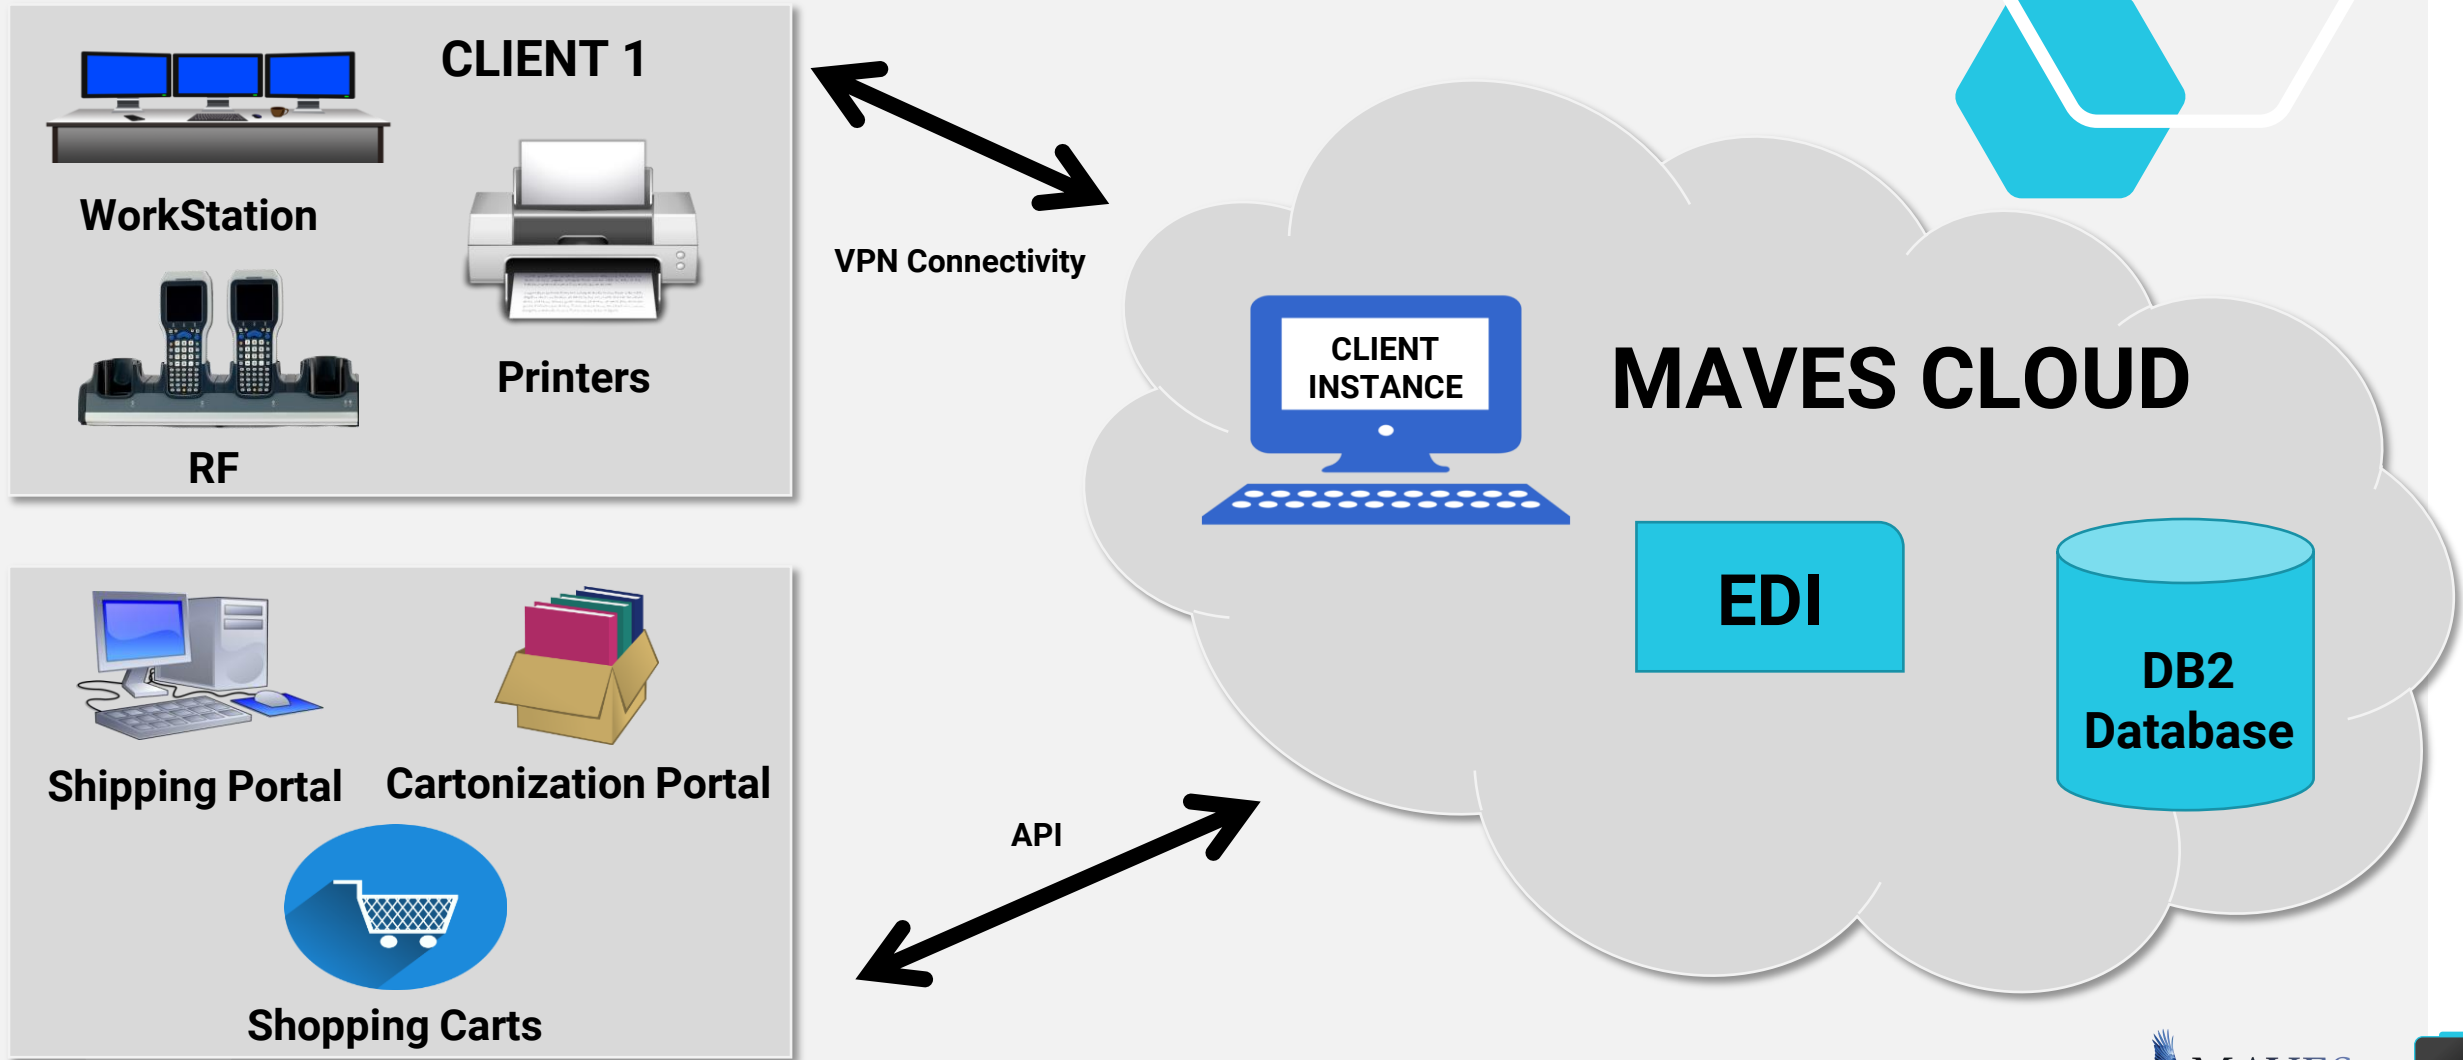 CLIENT 1
WorkStation
Printers
RF
VPN Connectivity
CLIENT
INSTANCE
MAVES CLOUD
EDI
DB2
Database
Shipping Portal
Cartonization Portal
Shopping Carts
API
MAVES